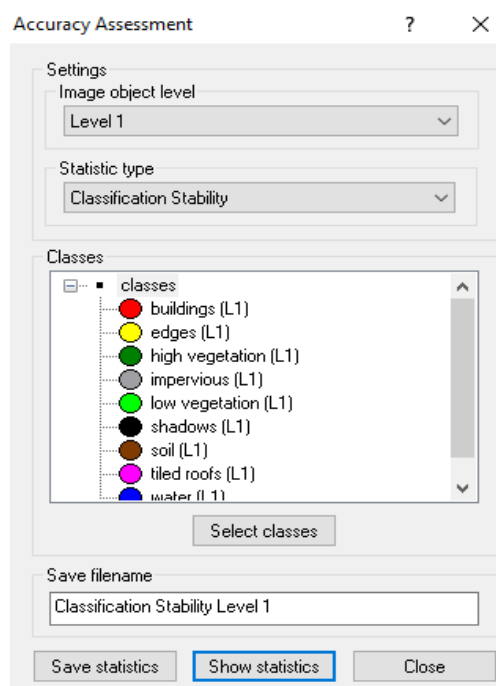 Accuracy Assessment ? ×
Settings
Image object level
Level 1
Statistic type
Classification Stability
Classes
classes
buildings (L1)
edges (L1)
high vegetation (L1)
impervious (L1)
low vegetation (L1)
shadows (L1)
soil (L1)
tiled roofs (L1)
water (L1)
Select classes
Save filename
Classification Stability Level 1
Save statistics Show statistics Close